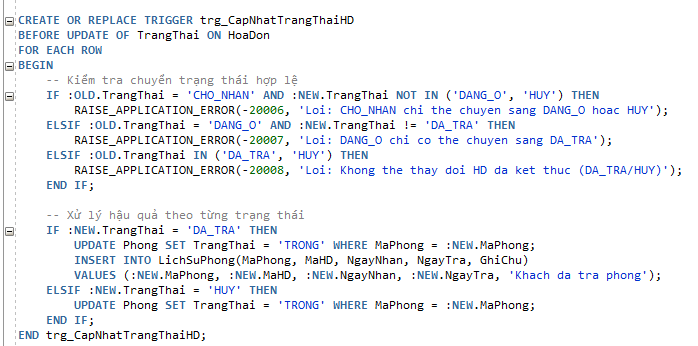 CREATE OR REPLACE TRIGGER trg_CapNhatTrangThaiHD
BEFORE UPDATE OF TrangThai ON HoaDon
FOR EACH ROW
BEGIN
    -- Kiểm tra chuyển trạng thái hợp lệ
    IF :OLD.TrangThai = 'CHO_NHAN' AND :NEW.TrangThai NOT IN ('DANG_O', 'HUY') THEN
        RAISE_APPLICATION_ERROR(-20006, 'Loi: CHO_NHAN chi the chuyen sang DANG_O hoac HUY');
    ELSIF :OLD.TrangThai = 'DANG_O' AND :NEW.TrangThai != 'DA_TRA' THEN
        RAISE_APPLICATION_ERROR(-20007, 'Loi: DANG_O chi co the chuyen sang DA_TRA');
    ELSIF :OLD.TrangThai IN ('DA_TRA', 'HUY') THEN
        RAISE_APPLICATION_ERROR(-20008, 'Loi: Khong the thay doi HD da ket thuc (DA_TRA/HUY)');
    END IF;

    -- Xử lý hậu quả theo từng trạng thái
    IF :NEW.TrangThai = 'DA_TRA' THEN
        UPDATE Phong SET TrangThai = 'TRONG' WHERE MaPhong = :NEW.MaPhong;
        INSERT INTO LichSuPhong(MaPhong, MaHD, NgayNhan, NgayTra, GhiChu)
        VALUES (:NEW.MaPhong, :NEW.MaHD, :NEW.NgayNhan, :NEW.NgayTra, 'Khach da tra phong');
    ELSIF :NEW.TrangThai = 'HUY' THEN
        UPDATE Phong SET TrangThai = 'TRONG' WHERE MaPhong = :NEW.MaPhong;
    END IF;
END trg_CapNhatTrangThaiHD;